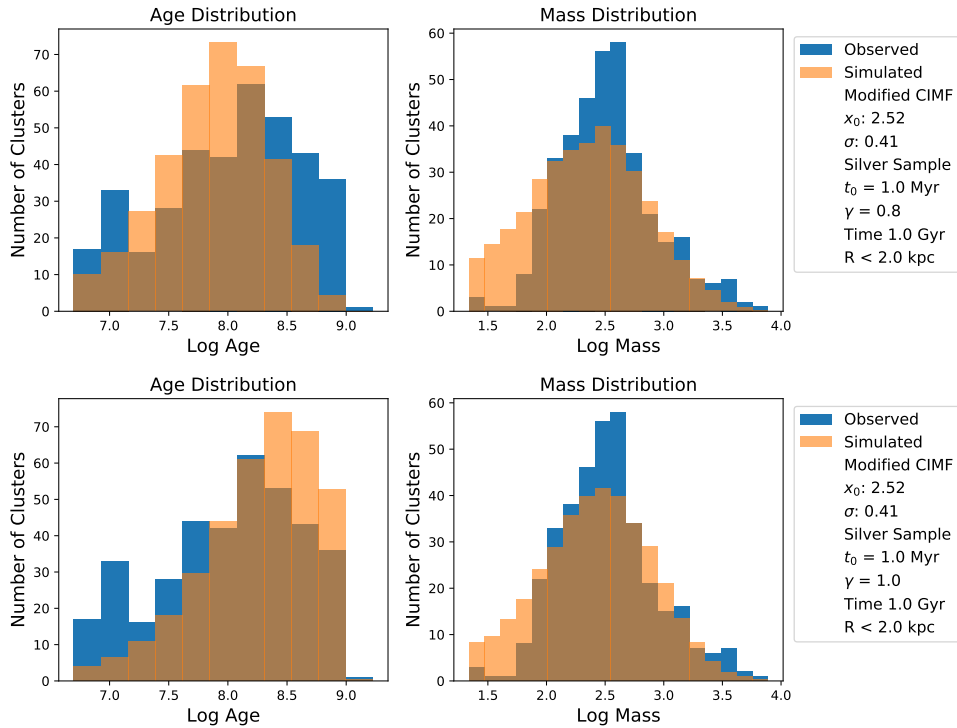 Age Distribution
Number of Clusters
70
60
50
40
30
20
10
0
7.0 7.5 8.0 8.5 9.0
Log Age
Mass Distribution
Number of Clusters
60
50
40
30
20
10
0
1.5 2.0 2.5 3.0 3.5 4.0
Log Mass
Observed
Simulated
Modified CIMF
x₀: 2.52
σ: 0.41
Silver Sample
t₀ = 1.0 Myr
γ = 0.8
Time 1.0 Gyr
R < 2.0 kpc
Age Distribution
Number of Clusters
70
60
50
40
30
20
10
0
7.0 7.5 8.0 8.5 9.0
Log Age
Mass Distribution
Number of Clusters
60
50
40
30
20
10
0
1.5 2.0 2.5 3.0 3.5 4.0
Log Mass
Observed
Simulated
Modified CIMF
x₀: 2.52
σ: 0.41
Silver Sample
t₀ = 1.0 Myr
γ = 1.0
Time 1.0 Gyr
R < 2.0 kpc